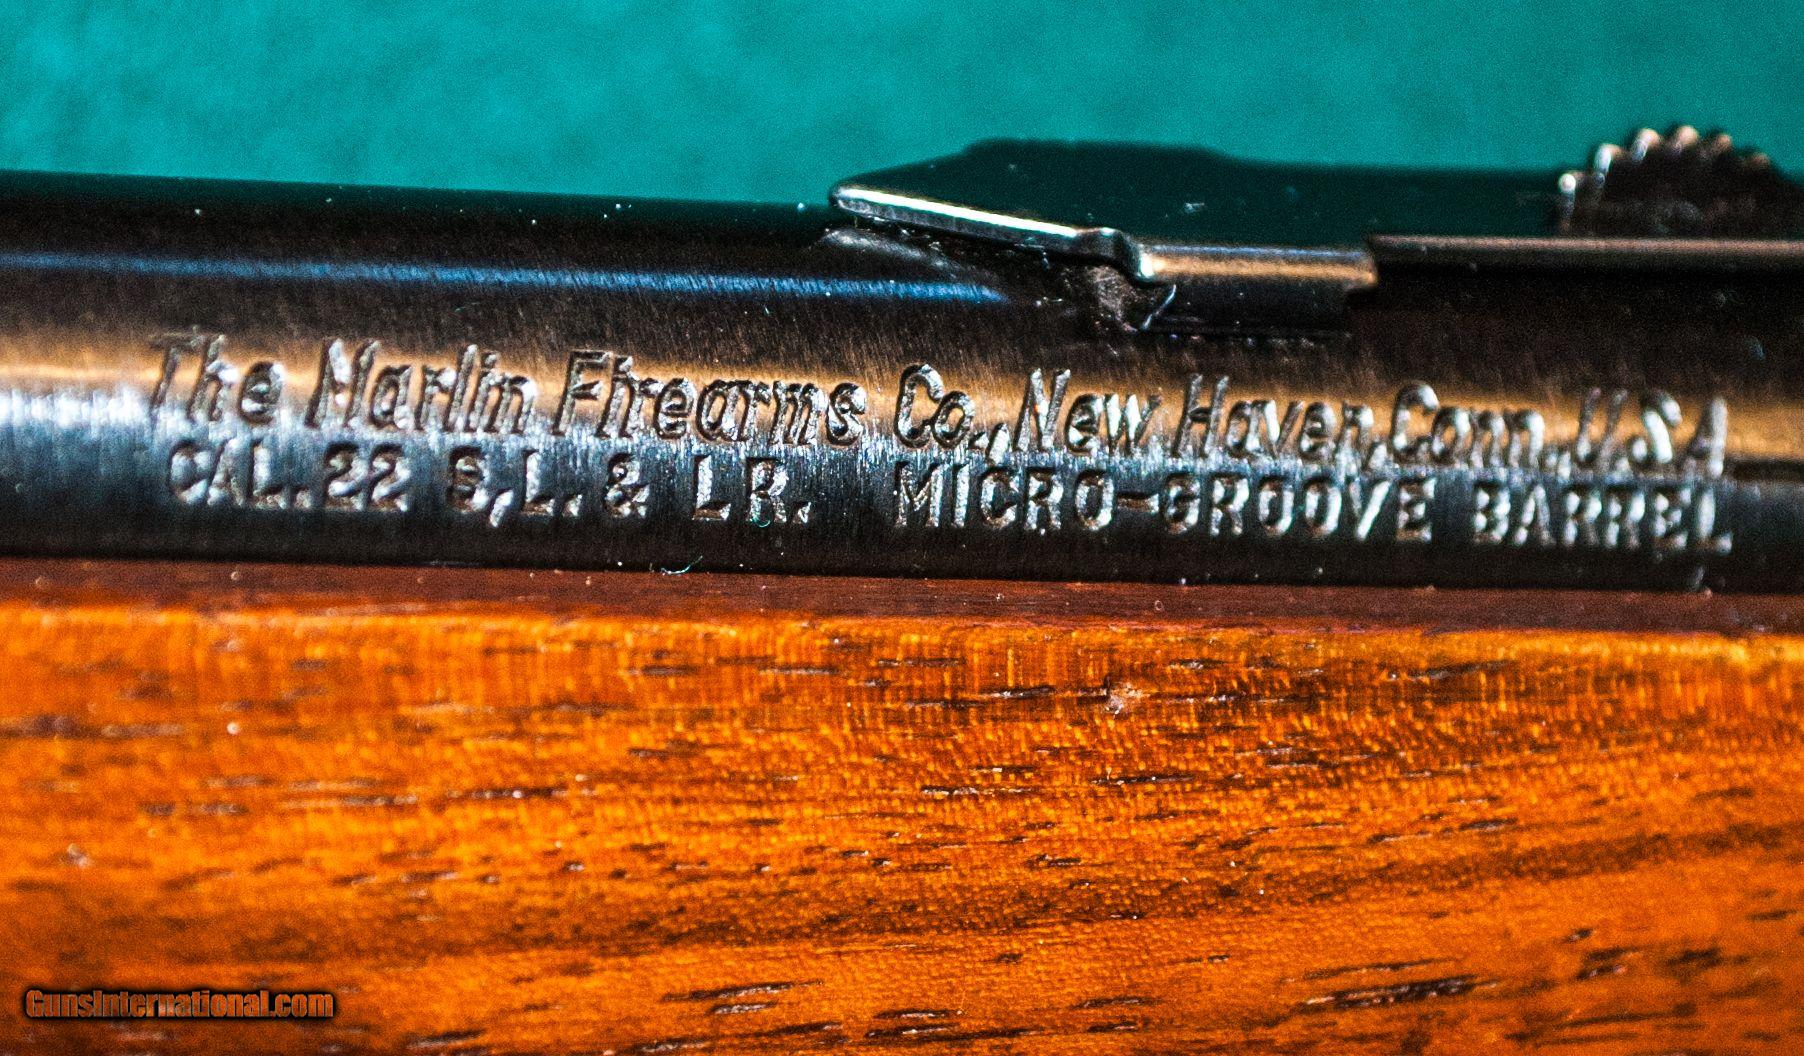 The Marlin Firearms Co., New Haven, Conn., U.S.A
CAL. 22 S, L. & L R. MICRO-GROOVE BARREL
GunsInternational.com